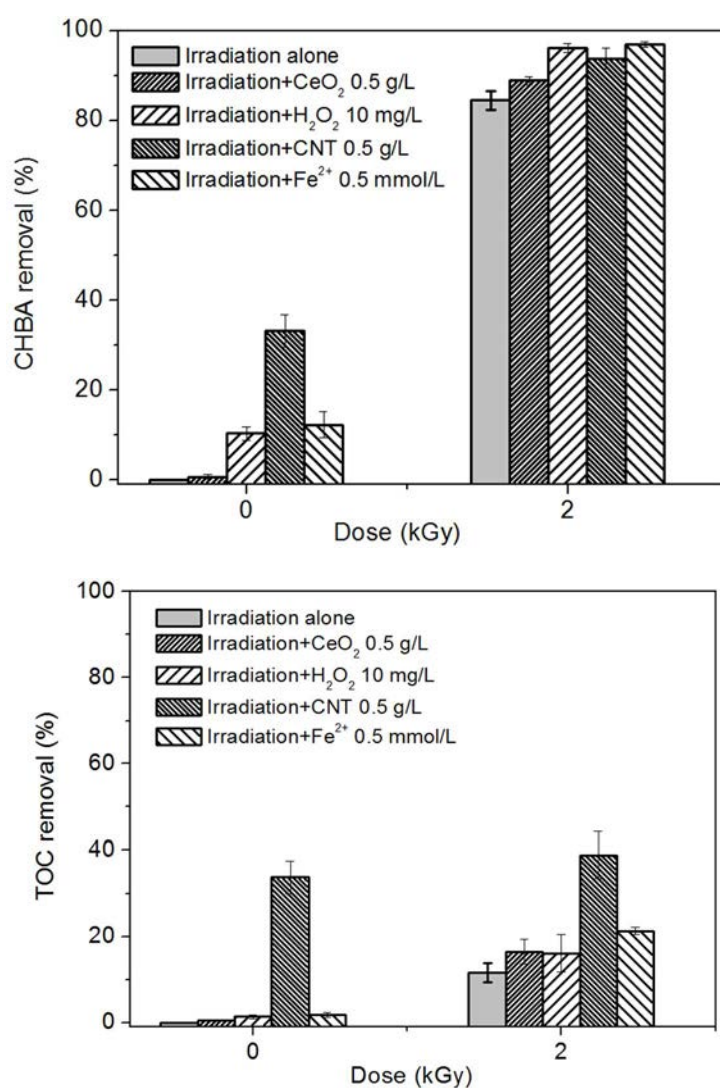 100
80
60
40
20
0
CHBA removal (%)
Irradiation alone
Irradiation+CeO₂ 0.5 g/L
Irradiation+H₂O₂ 10 mg/L
Irradiation+CNT 0.5 g/L
Irradiation+Fe²⁺ 0.5 mmol/L
0 2
Dose (kGy)
100
80
60
40
20
0
TOC removal (%)
Irradiation alone
Irradiation+CeO₂ 0.5 g/L
Irradiation+H₂O₂ 10 mg/L
Irradiation+CNT 0.5 g/L
Irradiation+Fe²⁺ 0.5 mmol/L
0 2
Dose (kGy)